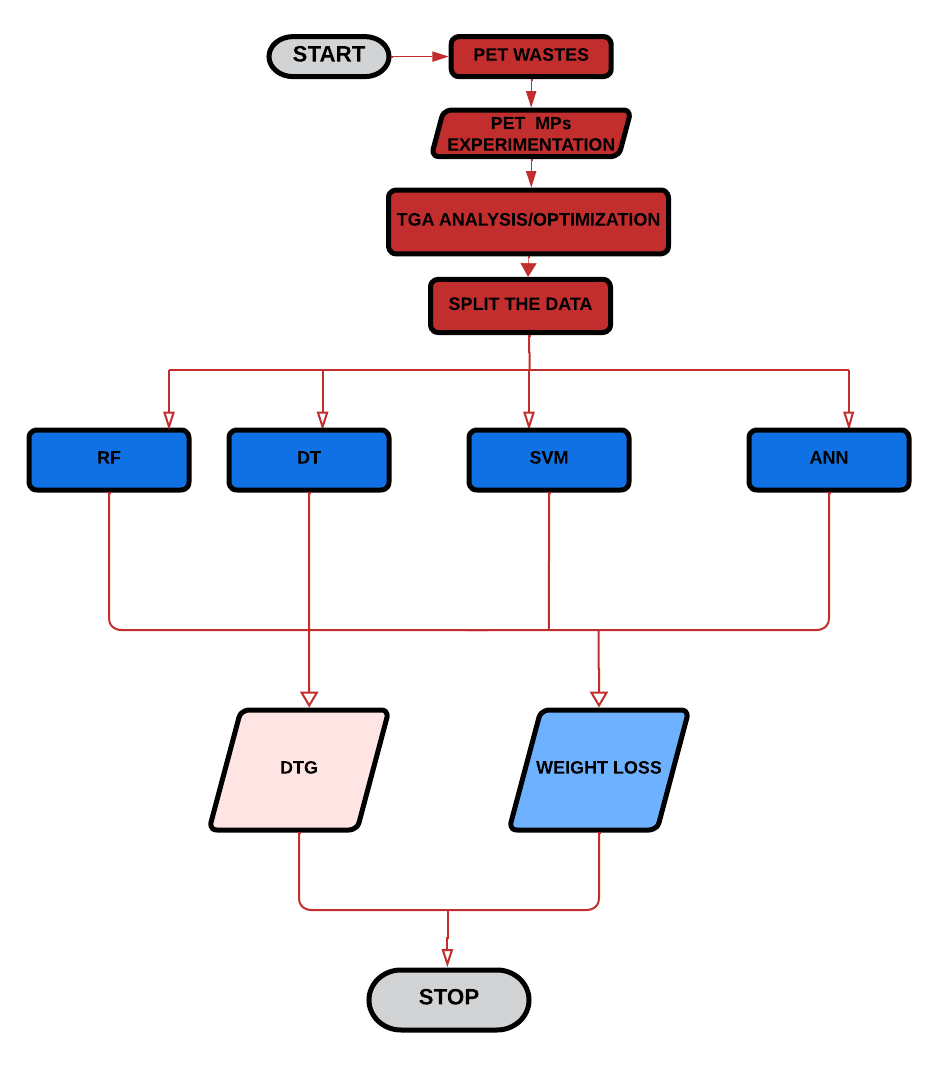 START
PET WASTES
PET MPs
EXPERIMENTATION
TGA ANALYSIS/OPTIMIZATION
SPLIT THE DATA
RF
DT
SVM
ANN
DTG
WEIGHT LOSS
STOP